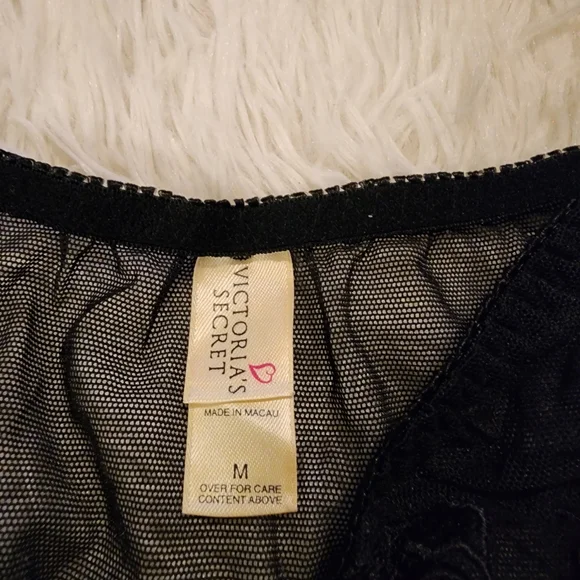 VICTORIA'S
SECRET
MADE IN MACAU
M
OVER FOR CARE
CONTENT ABOVE